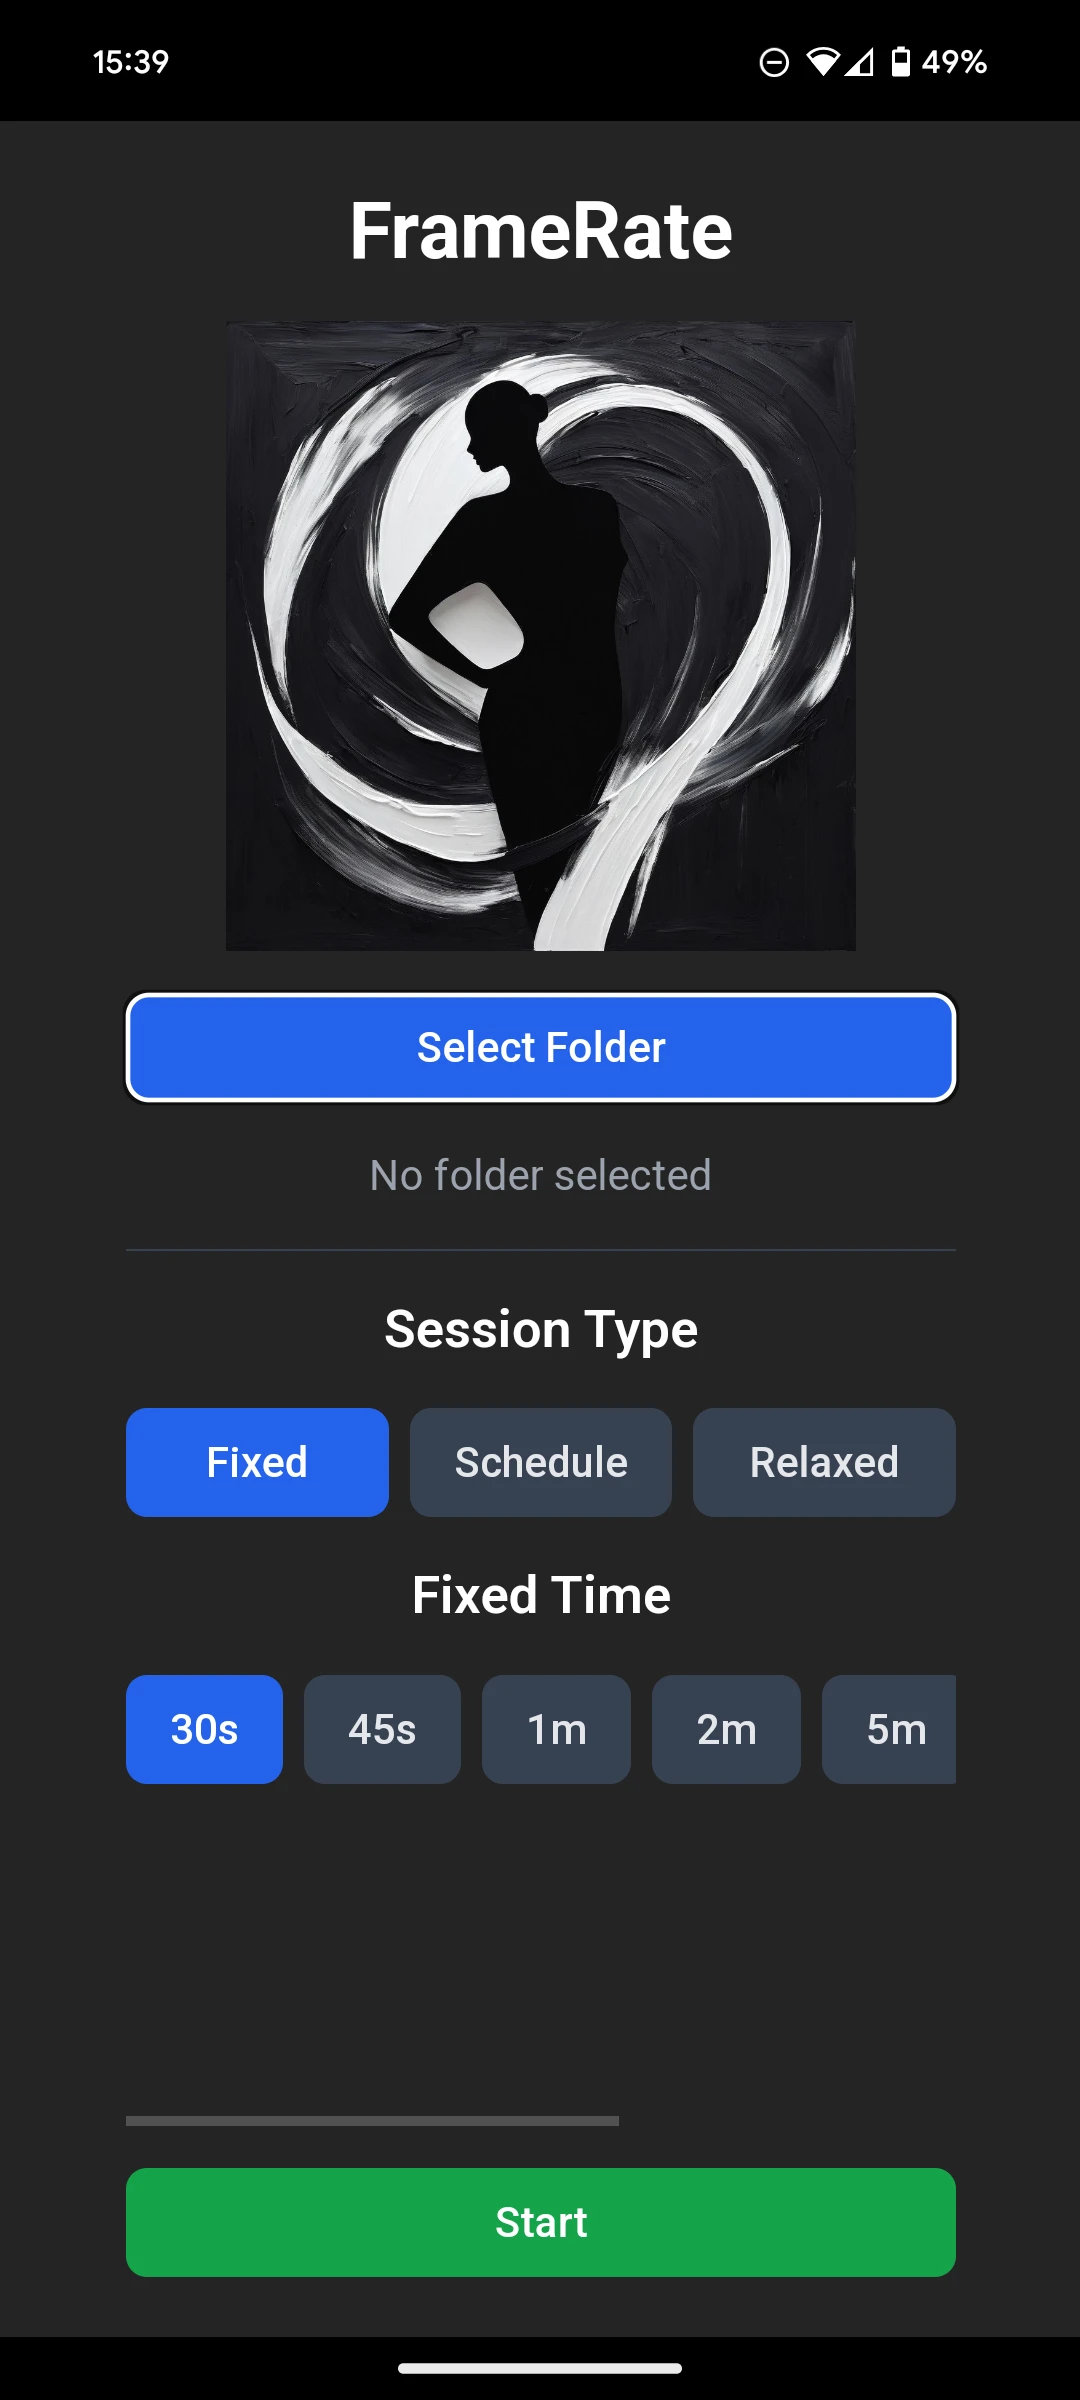 15:39 49%
FrameRate
Select Folder
No folder selected
Session Type
Fixed Schedule Relaxed
Fixed Time
30s 45s 1m 2m 5m
Start